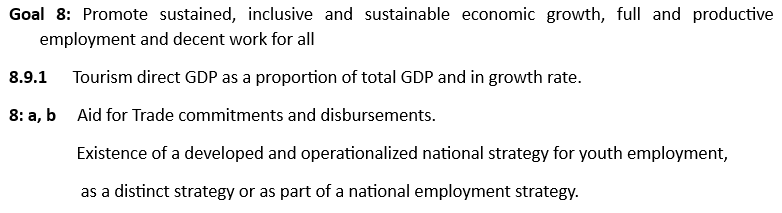 Goal 8: Promote sustained, inclusive and sustainable economic growth, full and productive
employment and decent work for all
8.9.1 Tourism direct GDP as a proportion of total GDP and in growth rate.
8: a, b Aid for Trade commitments and disbursements.
Existence of a developed and operationalized national strategy for youth employment,
as a distinct strategy or as part of a national employment strategy.